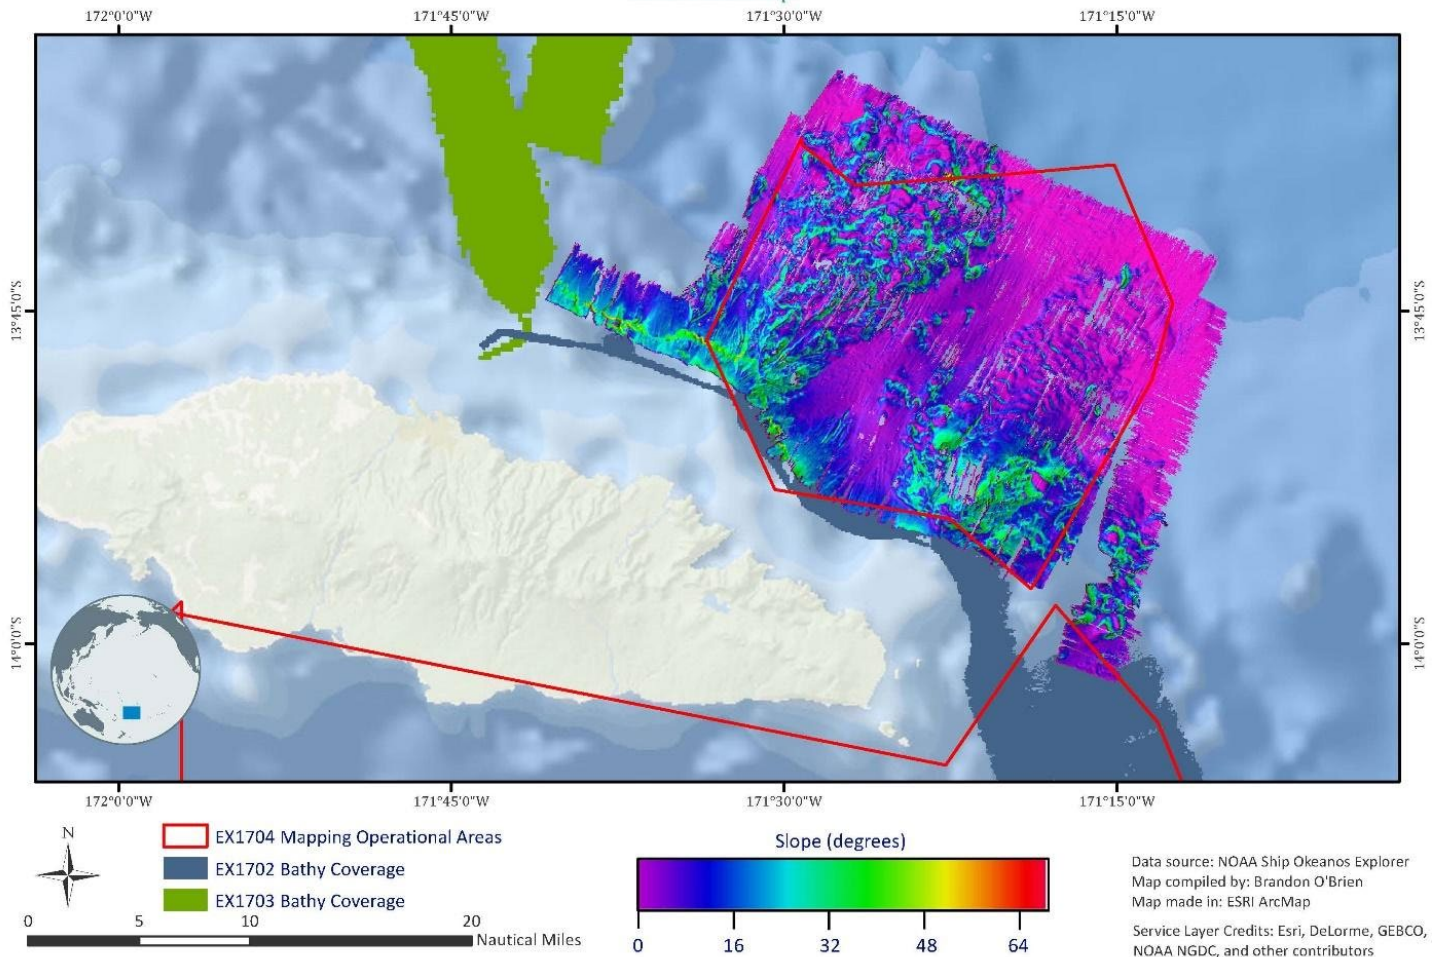 172°0'0"W 171°45'0"W 171°30'0"W 171°15'0"W
13°45'0"S 13°45'0"S
14°0'0"S 14°0'0"S
172°0'0"W 171°45'0"W 171°30'0"W 171°15'0"W
N
EX1704 Mapping Operational Areas
EX1702 Bathy Coverage
EX1703 Bathy Coverage
0 5 10 20
Nautical Miles
Slope (degrees)
0 16 32 48 64
Data source: NOAA Ship Okeanos Explorer
Map compiled by: Brandon O'Brien
Map made in: ESRI ArcMap
Service Layer Credits: Esri, DeLorme, GEBCO,
NOAA NGDC, and other contributors